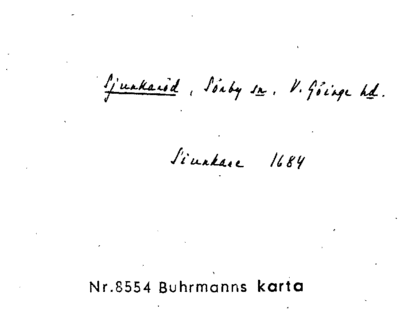 Sjunkaröd, Sörby sn, V. Göinge hd.
Siunkare 1684
Nr.8554 Buhrmanns karta